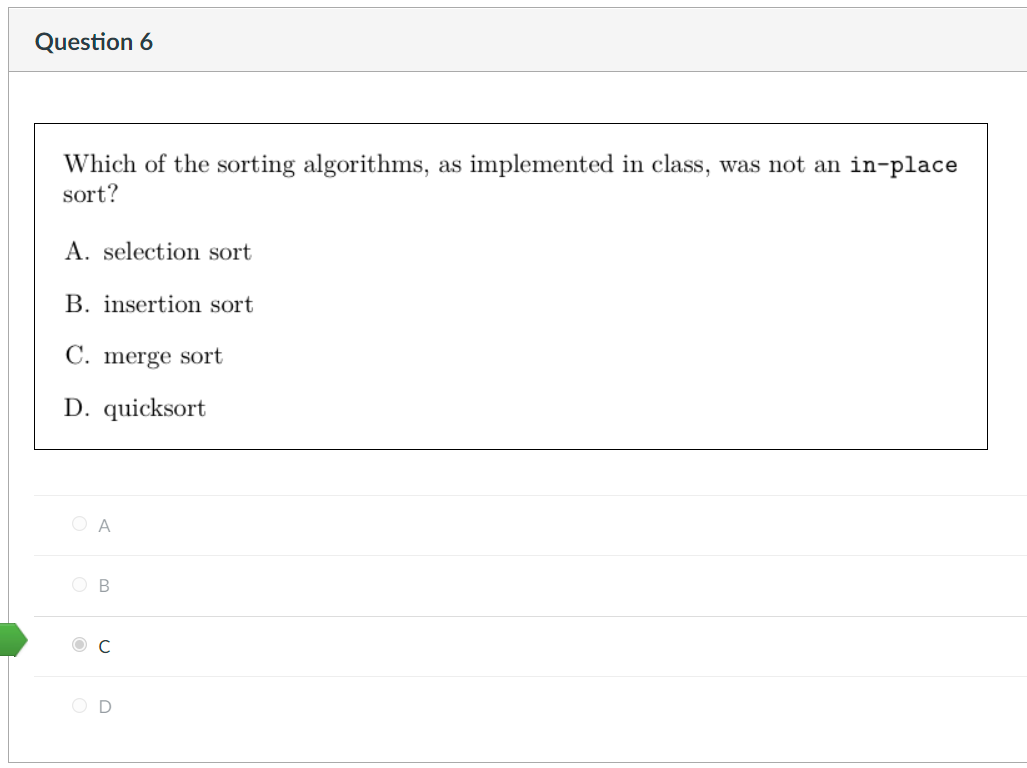 Question 6
Which of the sorting algorithms, as implemented in class, was not an in-place
sort?
A. selection sort
B. insertion sort
C. merge sort
D. quicksort
A
B
C
D